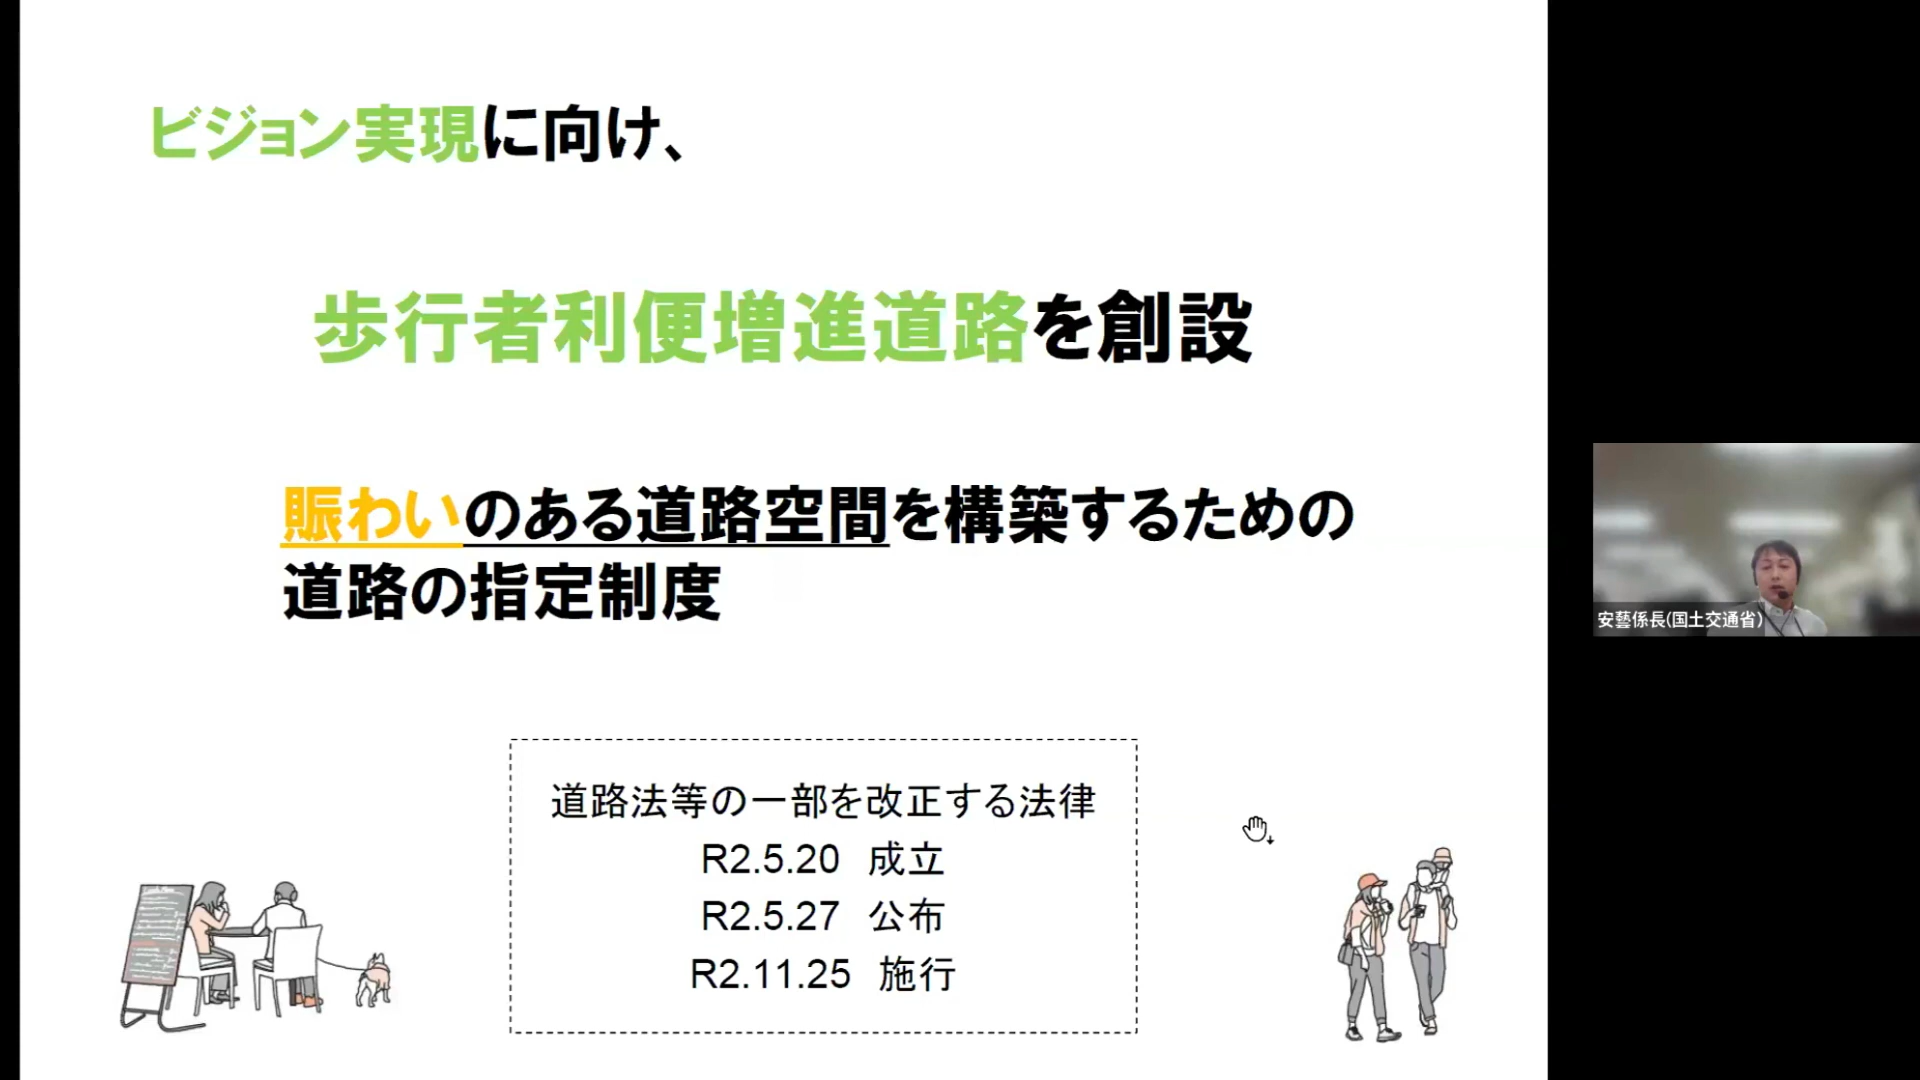 ビジョン実現に向け、
歩行者利便増進道路を創設
賑わいのある道路空間を構築するための
道路の指定制度
道路法等の一部を改正する法律
R2.5.20 成立
R2.5.27 公布
R2.11.25 施行
安藝係長(国土交通省)